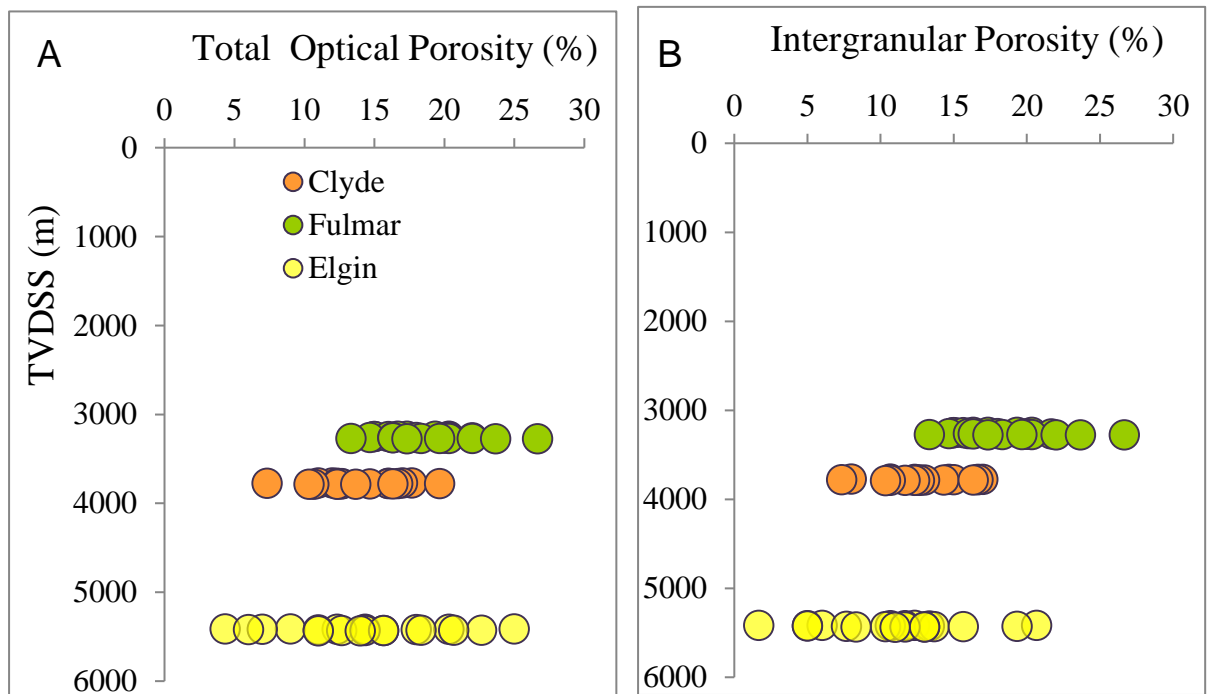 A
Total Optical Porosity (%)
0 5 10 15 20 25 30
0
1000
2000
3000
4000
5000
6000
TVDSS (m)
Clyde
Fulmar
Elgin
B
Intergranular Porosity (%)
0 5 10 15 20 25 30
0
1000
2000
3000
4000
5000
6000